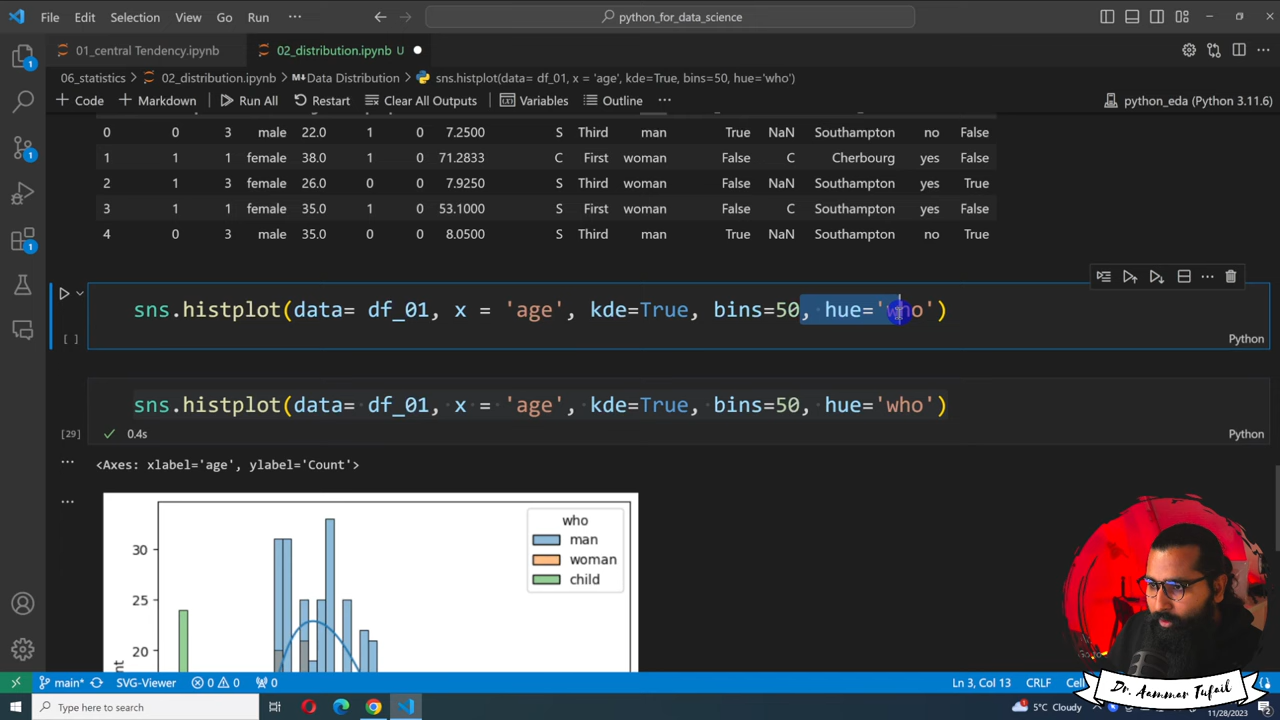 File Edit Selection View Go Run ··· python_for_data_science
01_central Tendency.ipynb 02_distribution.ipynb U
06_statistics > 02_distribution.ipynb > Data Distribution > sns.histplot(data= df_01, x = 'age', kde=True, bins=50, hue='who')
+ Code + Markdown Run All Restart Clear All Outputs Variables Outline ··· python_eda (Python 3.11.6)
0 0 3 male 22.0 1 0 7.2500 S Third man True NaN Southampton no False
1 1 1 female 38.0 1 0 71.2833 C First woman False C Cherbourg yes False
2 1 3 female 26.0 0 0 7.9250 S Third woman False NaN Southampton yes True
3 1 1 female 35.0 1 0 53.1000 S First woman False C Southampton yes False
4 0 3 male 35.0 0 0 8.0500 S Third man True NaN Southampton no True
sns.histplot(data= df_01, x = 'age', kde=True, bins=50, hue='who')
[ ] Python
sns.histplot(data= df_01, x = 'age', kde=True, bins=50, hue='who')
[29] 0.4s Python
<Axes: xlabel='age', ylabel='Count'>
who
man
woman
child
30
25
20
main* SVG-Viewer 0 0 0 Ln 3, Col 13 CRLF
Dr. Aammar Tufail
Type here to search 5°C Cloudy 11/28/2023
1
1
1